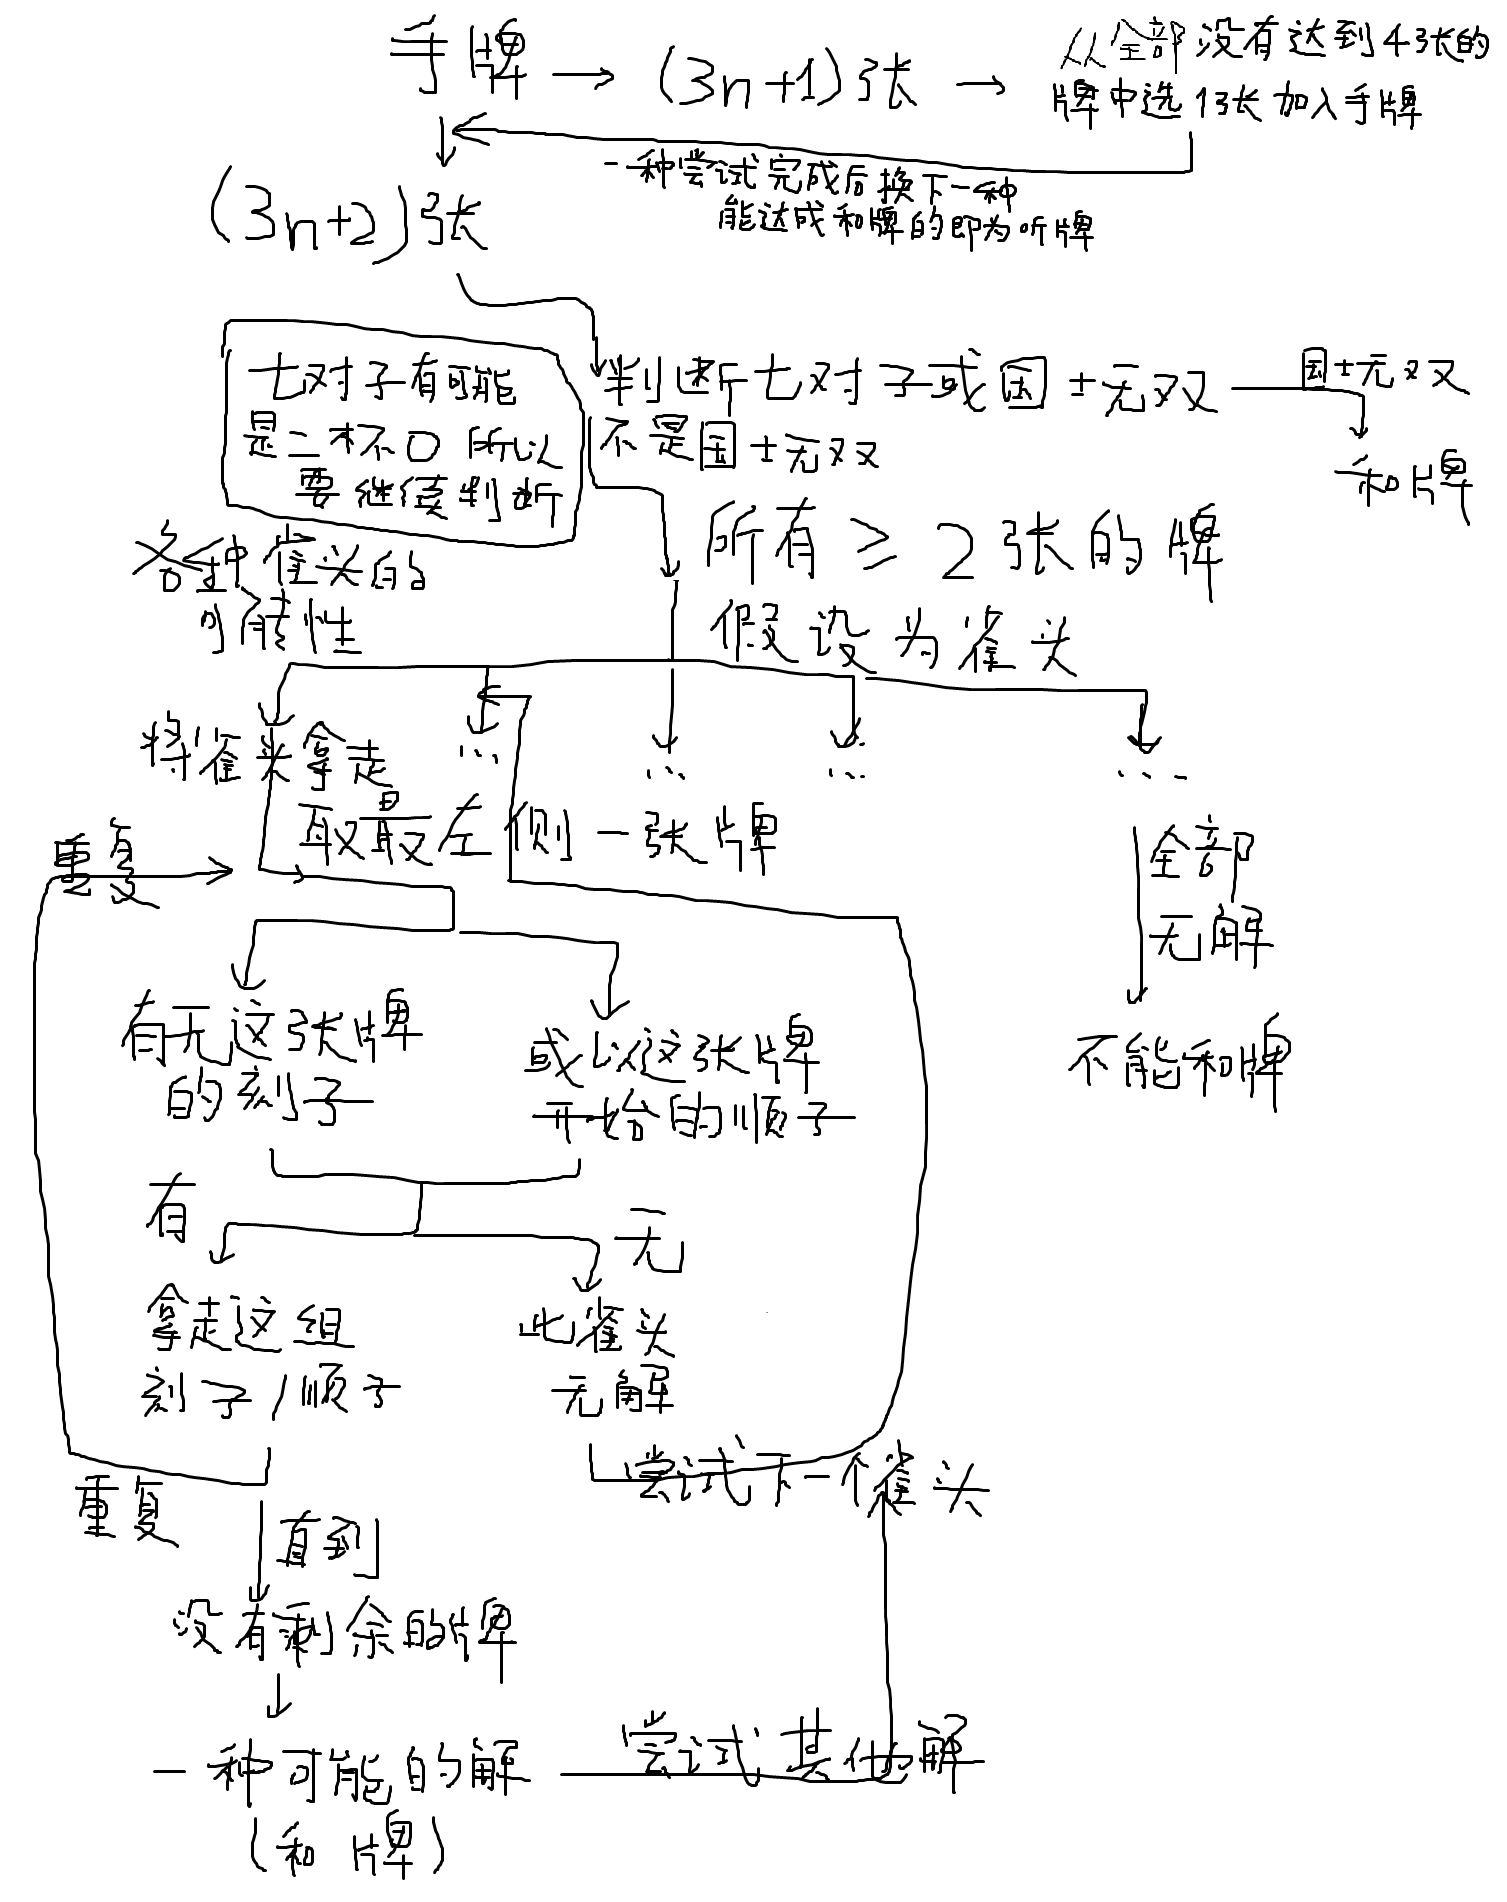 手牌
(3n+1)张
从全部没有达到4张的
牌中选1张加入手牌
一种尝试完成后换下一种
能达成和牌的即为听牌
(3n+2)张
七对子有可能
是二杯口所以
要继续判断
判断七对子或国士无双
国士无双
和牌
不是国士无双
所有≥2张的牌
假设为雀头
各种雀头的
可能性
将雀头拿走
...
...
...
...
取最左侧一张牌
重复
全部
无解
不能和牌
有无这张牌
的刻子
或以这张牌
开始的顺子
有
无
拿走这组
刻子/顺子
此雀头
无解
尝试下一个雀头
重复
直到
没有剩余的牌
一种可能的解
(和牌)
尝试其他解